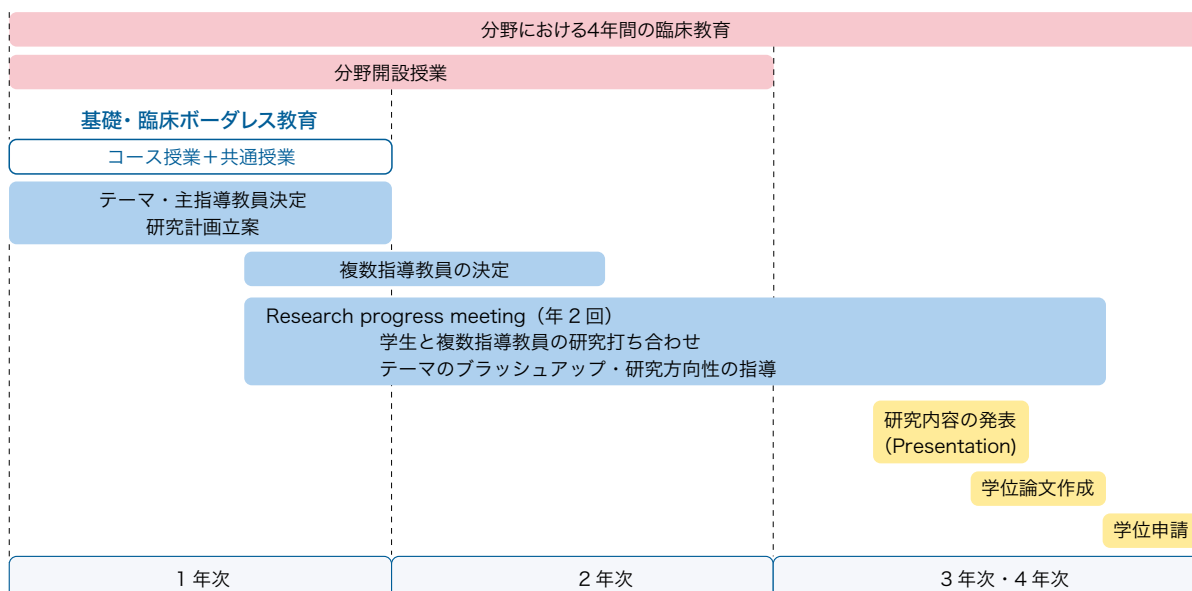 分野における4年間の臨床教育
分野開設授業
基礎・臨床ボーダレス教育
コース授業＋共通授業
テーマ・主指導教員決定
研究計画立案
複数指導教員の決定
Research progress meeting（年 2 回）
学生と複数指導教員の研究打ち合わせ
テーマのブラッシュアップ・研究方向性の指導
研究内容の発表
(Presentation)
学位論文作成
学位申請
1 年次
2 年次
3 年次・4 年次